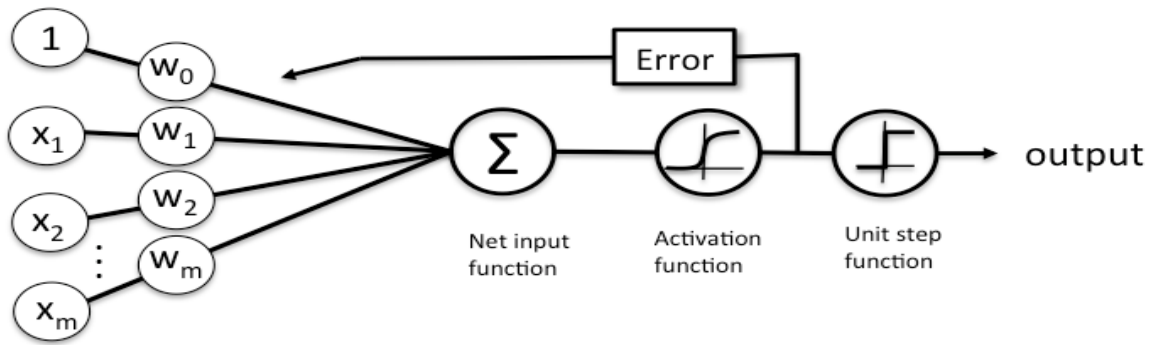 1
w₀
Error
x₁
w₁
Σ
output
x₂
w₂
⋮
xₘ
wₘ
Net input
function
Activation
function
Unit step
function